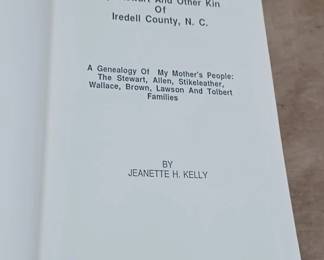 And Other Kin
Of
Iredell County, N. C.
A Genealogy Of My Mother's People:
The Stewart, Allen, Stikeleather,
Wallace, Brown, Lawson And Tolbert
Families
BY
JEANETTE H. KELLY